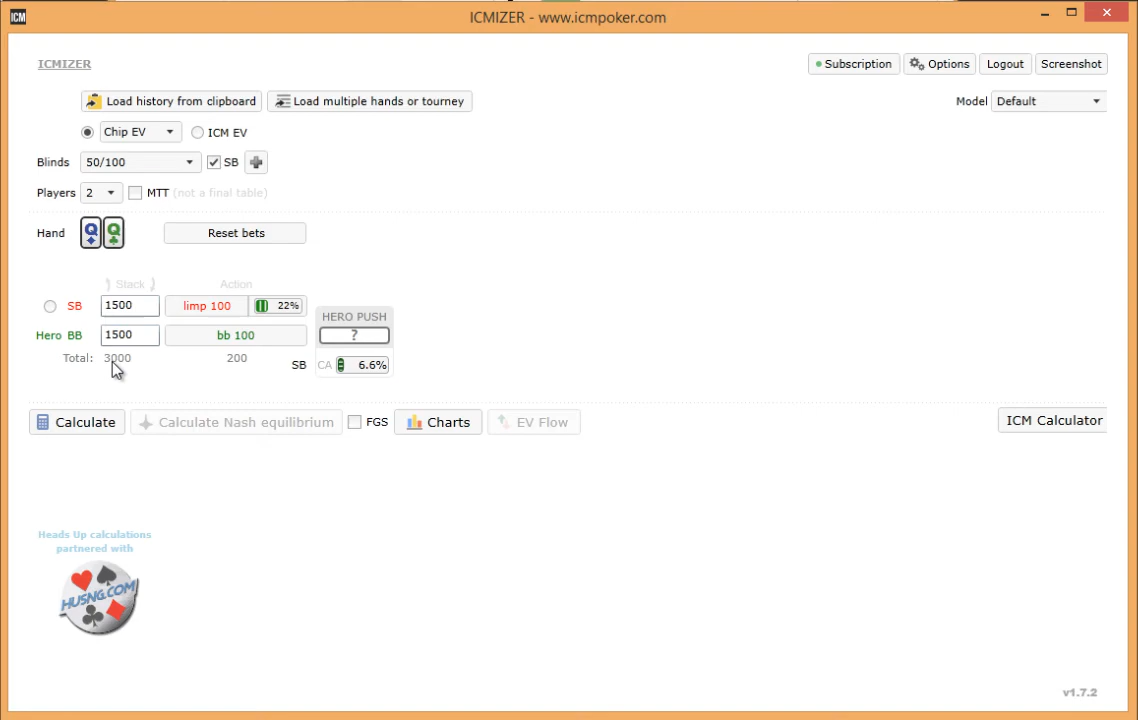 ICM ICMIZER - www.icmpoker.com
ICMIZER Subscription Options Logout Screenshot
Load history from clipboard Load multiple hands or tourney Model Default
Chip EV ICM EV
Blinds 50/100 SB
Players 2 MTT (not a final table)
Hand Q Q Reset bets
Stack Action
SB 1500 limp 100 22% HERO PUSH
Hero BB 1500 bb 100 ?
Total: 3000 200 SB CA 6.6%
Calculate Calculate Nash equilibrium FGS Charts EV Flow ICM Calculator
Heads Up calculations
partnered with
HUSNG.COM
v1.7.2